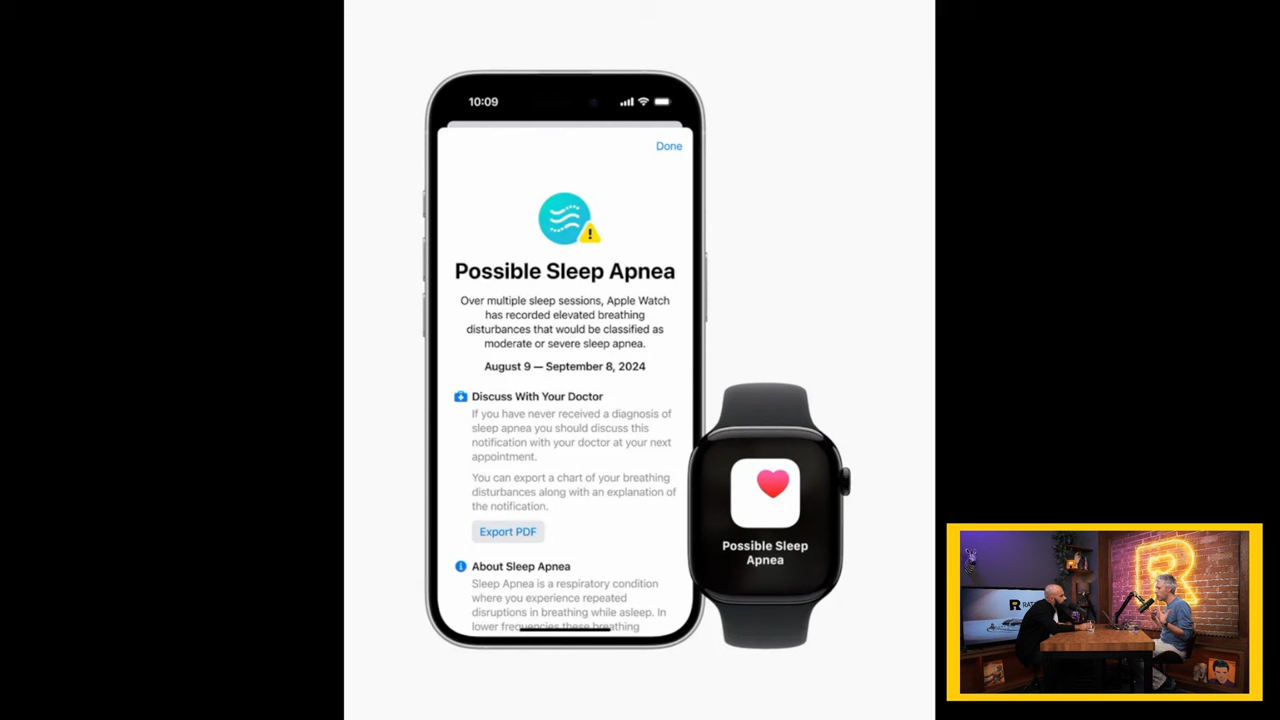 10:09
Done
Possible Sleep Apnea
Over multiple sleep sessions, Apple Watch
has recorded elevated breathing
disturbances that would be classified as
moderate or severe sleep apnea.
August 9 — September 8, 2024
Discuss With Your Doctor
If you have never received a diagnosis of
sleep apnea you should discuss this
notification with your doctor at your next
appointment.
You can export a chart of your breathing
disturbances along with an explanation of
the notification.
Export PDF
About Sleep Apnea
Sleep Apnea is a respiratory condition
where you experience repeated
disruptions in breathing while asleep. In
lower frequencies these breathing
Possible Sleep
Apnea
R